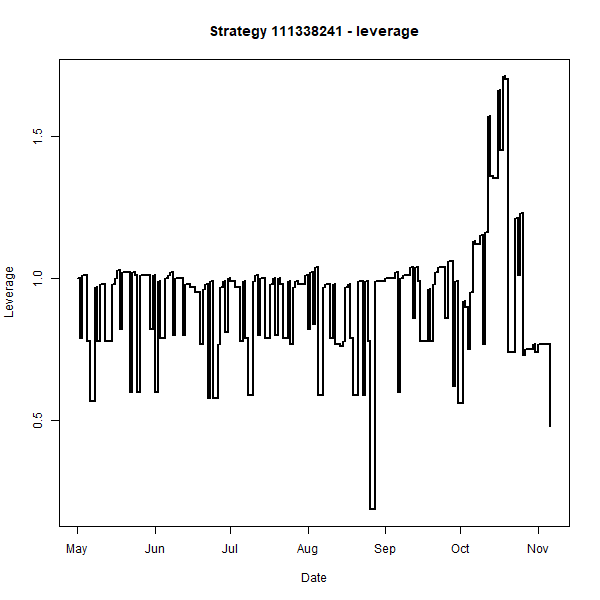 Strategy 111338241 - leverage
Leverage
1.5
1.0
0.5
May Jun Jul Aug Sep Oct Nov
Date